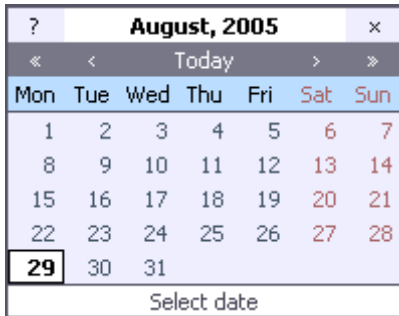 ? August, 2005 ×
« ‹ Today › »
Mon Tue Wed Thu Fri Sat Sun
1 2 3 4 5 6 7
8 9 10 11 12 13 14
15 16 17 18 19 20 21
22 23 24 25 26 27 28
29 30 31
Select date